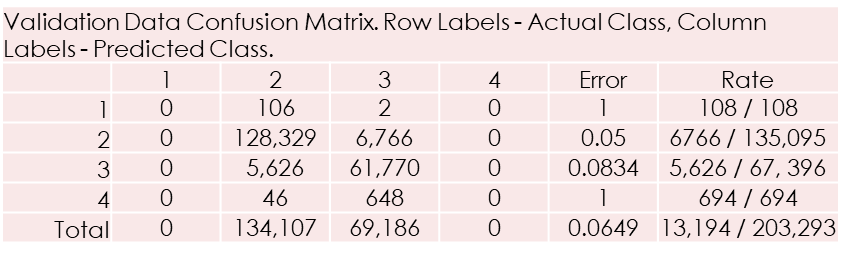 Validation Data Confusion Matrix. Row Labels - Actual Class, Column
Labels - Predicted Class.
1 2 3 4 Error Rate
1 0 106 2 0 1 108 / 108
2 0 128,329 6,766 0 0.05 6766 / 135,095
3 0 5,626 61,770 0 0.0834 5,626 / 67, 396
4 0 46 648 0 1 694 / 694
Total 0 134,107 69,186 0 0.0649 13,194 / 203,293